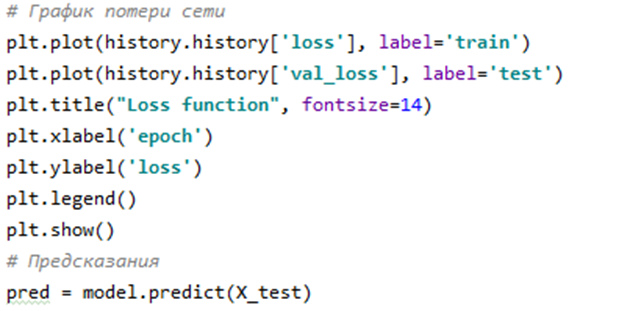 # График потери сети
plt.plot(history.history['loss'], label='train')
plt.plot(history.history['val_loss'], label='test')
plt.title("Loss function", fontsize=14)
plt.xlabel('epoch')
plt.ylabel('loss')
plt.legend()
plt.show()
# Предсказания
pred = model.predict(X_test)